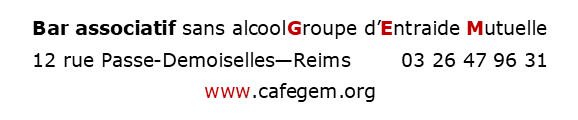 Bar associatif sans alcoolGroupe d’Entraide Mutuelle
12 rue Passe-Demoiselles—Reims 03 26 47 96 31
www.cafegem.org